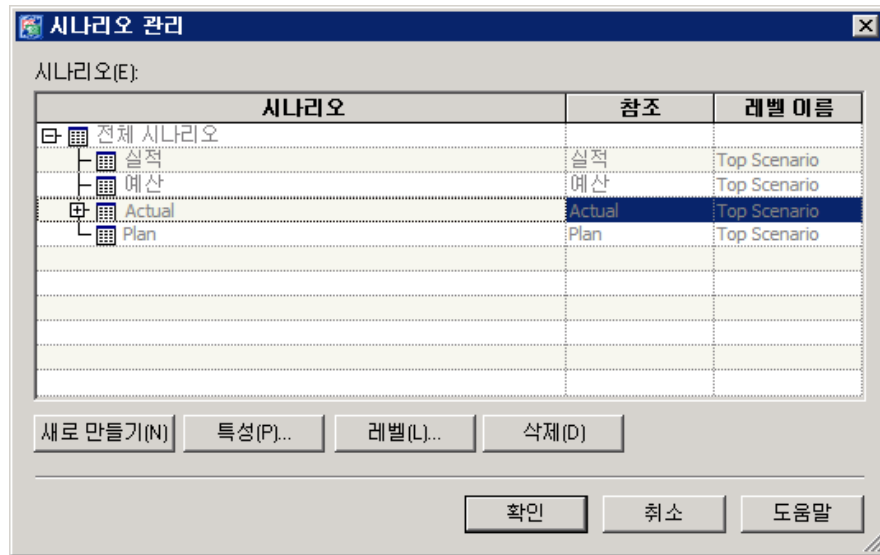 시나리오 관리
시나리오(E):
시나리오 참조 레벨 이름
전체 시나리오
실적 실적 Top Scenario
예산 예산 Top Scenario
Actual Actual Top Scenario
Plan Plan Top Scenario
새로 만들기(N) 특성(P)... 레벨(L)... 삭제(D)
확인 취소 도움말